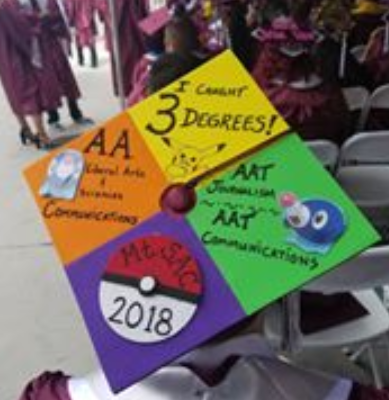 I CAUGHT
3 DEGREES!
AA
Liberal Arts
&
Sciences
Communications
AAT
Journalism
AAT
Communications
Mt. SAC
2018